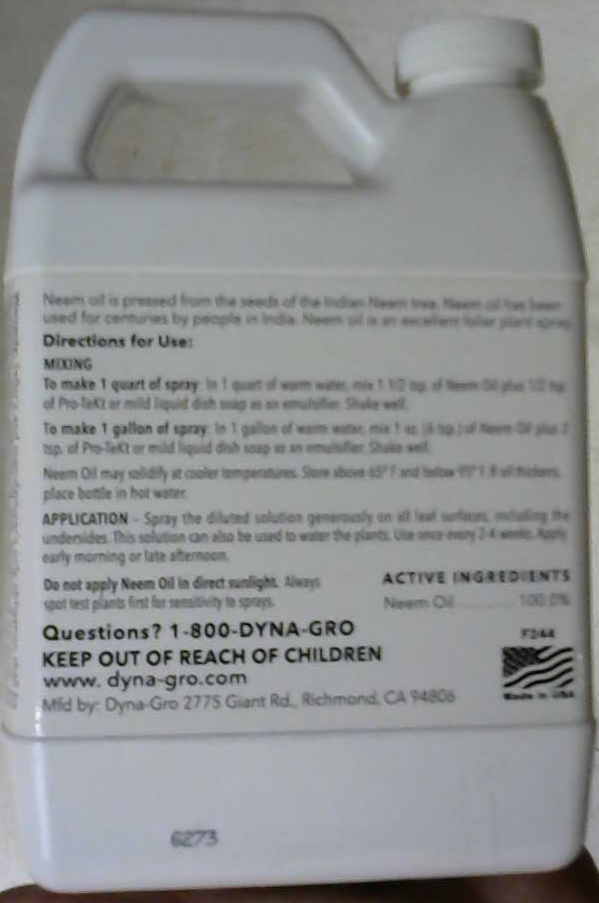 Neem oil is pressed from the seeds of the Indian Neem tree. Neem oil has been
used for centuries by people in India. Neem oil is an excellent foliar plant spray
Directions for Use:
MIXING
To make 1 quart of spray: In 1 quart of warm water, mix 1 1/2 tsp. of Neem Oil plus 1/2 tsp
of Pro-TeKt or mild liquid dish soap as an emulsifier. Shake well.
To make 1 gallon of spray: In 1 gallon of warm water, mix 1 oz. (6 tsp.) of Neem Oil plus 2
tsp. of Pro-TeKt or mild liquid dish soap as an emulsifier. Shake well.
Neem Oil may solidify at cooler temperatures. Store above 65° F and below 95° F. If oil thickens,
place bottle in hot water.
APPLICATION - Spray the diluted solution generously on all leaf surfaces, including the
undersides. This solution can also be used to water the plants. Use once every 2-4 weeks. Apply
early morning or late afternoon.
Do not apply Neem Oil in direct sunlight. Always
spot test plants first for sensitivity to sprays.
ACTIVE INGREDIENTS
Neem Oil ............ 100.0%
Questions? 1-800-DYNA-GRO
KEEP OUT OF REACH OF CHILDREN
www. dyna-gro.com
Mfd by: Dyna-Gro 2775 Giant Rd., Richmond, CA 94806
F244
Made in USA
6273